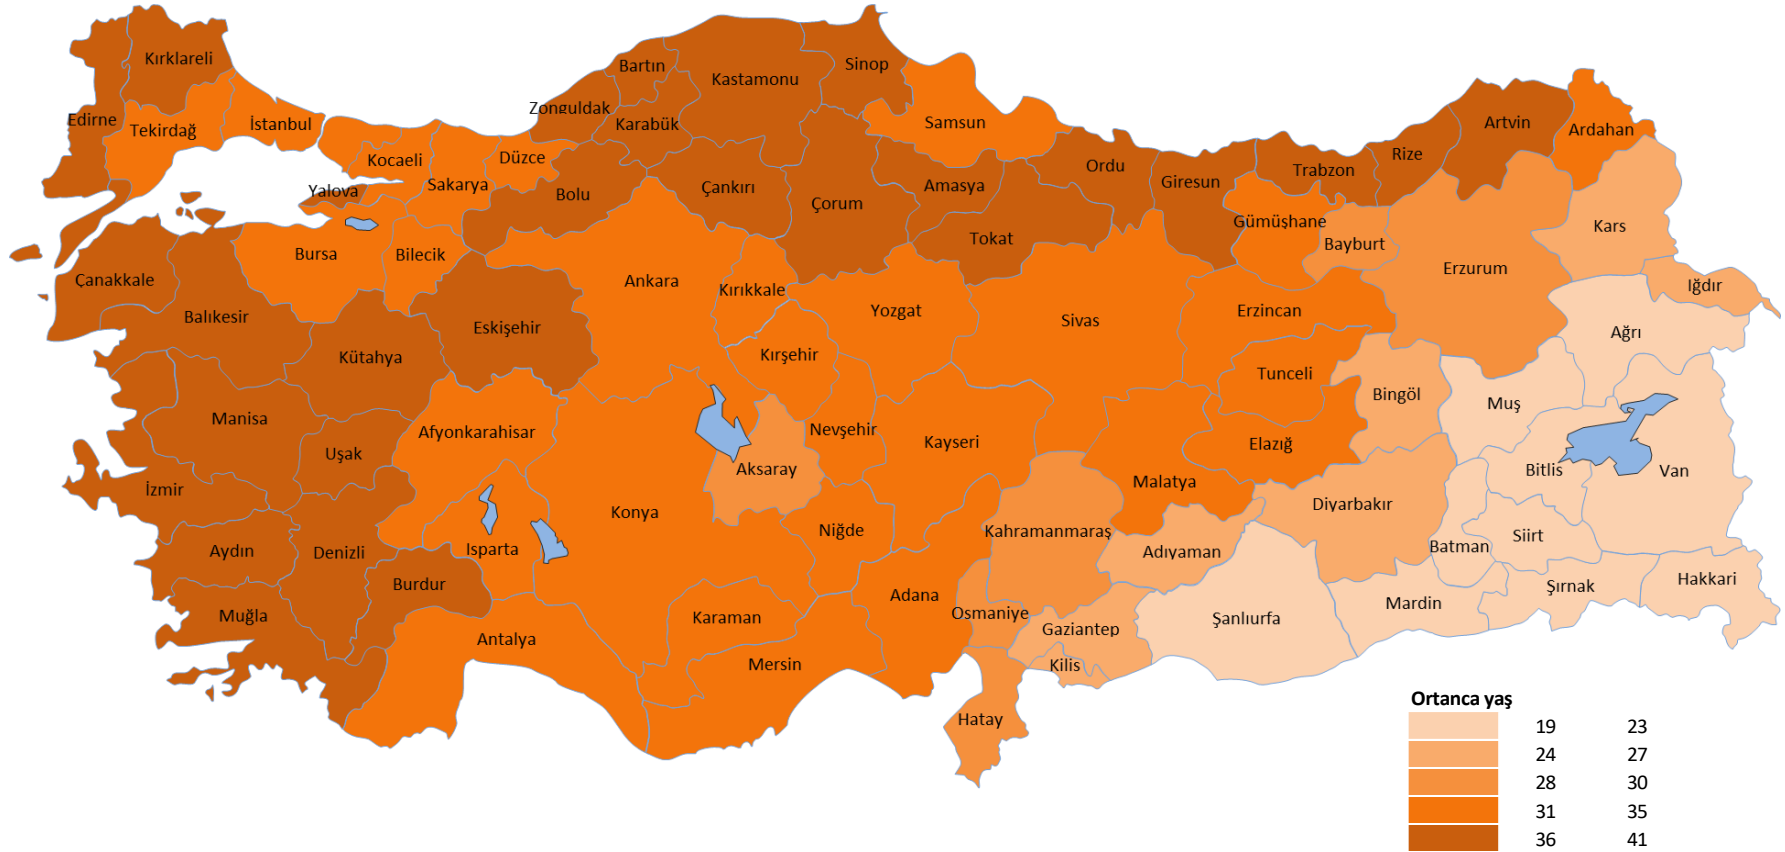 Kırklareli
Edirne
Tekirdağ
İstanbul
Kocaeli
Yalova
Sakarya
Düzce
Zonguldak
Bartın
Karabük
Kastamonu
Sinop
Bolu
Çankırı
Çorum
Samsun
Amasya
Tokat
Ordu
Giresun
Trabzon
Rize
Artvin
Ardahan
Gümüşhane
Bayburt
Erzurum
Kars
Iğdır
Ağrı
Çanakkale
Balıkesir
Bursa
Bilecik
Kütahya
Eskişehir
Ankara
Kırıkkale
Kırşehir
Yozgat
Sivas
Erzincan
Tunceli
Bingöl
Muş
Manisa
Uşak
Afyonkarahisar
İzmir
Aydın
Denizli
Muğla
Burdur
Isparta
Antalya
Konya
Aksaray
Nevşehir
Kayseri
Niğde
Karaman
Mersin
Adana
Malatya
Elazığ
Kahramanmaraş
Osmaniye
Hatay
Gaziantep
Kilis
Adıyaman
Şanlıurfa
Diyarbakır
Mardin
Batman
Siirt
Bitlis
Van
Şırnak
Hakkari
Ortanca yaş
19 23
24 27
28 30
31 35
36 41